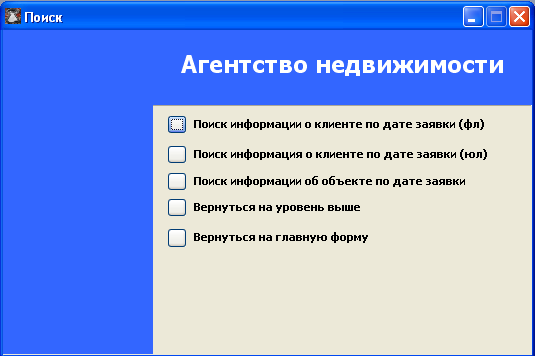 Поиск
Агентство недвижимости
Поиск информации о клиенте по дате заявки (фл)
Поиск информация о клиенте по дате заявки (юл)
Поиск информации об объекте по дате заявки
Вернуться на уровень выше
Вернуться на главную форму